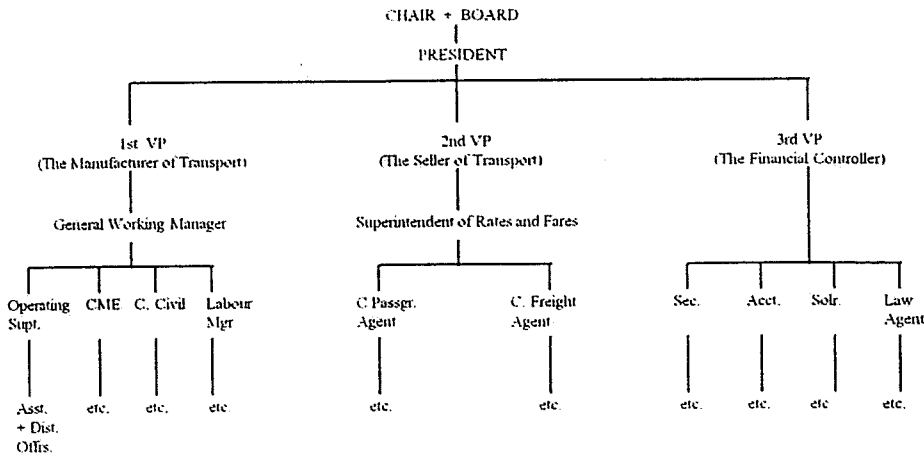 CHAIR + BOARD
PRESIDENT
1st VP
(The Manufacturer of Transport)
2nd VP
(The Seller of Transport)
3rd VP
(The Financial Controller)
General Working Manager
Superintendent of Rates and Fares
Operating
Supt.
CME
C. Civil
Labour
Mgr
C Passgr.
Agent
C. Freight
Agent
Sec.
Acct.
Solr.
Law
Agent
Asst.
+ Dist.
Offrs.
etc.
etc.
etc
etc.
etc.
etc.
etc.
etc
etc.